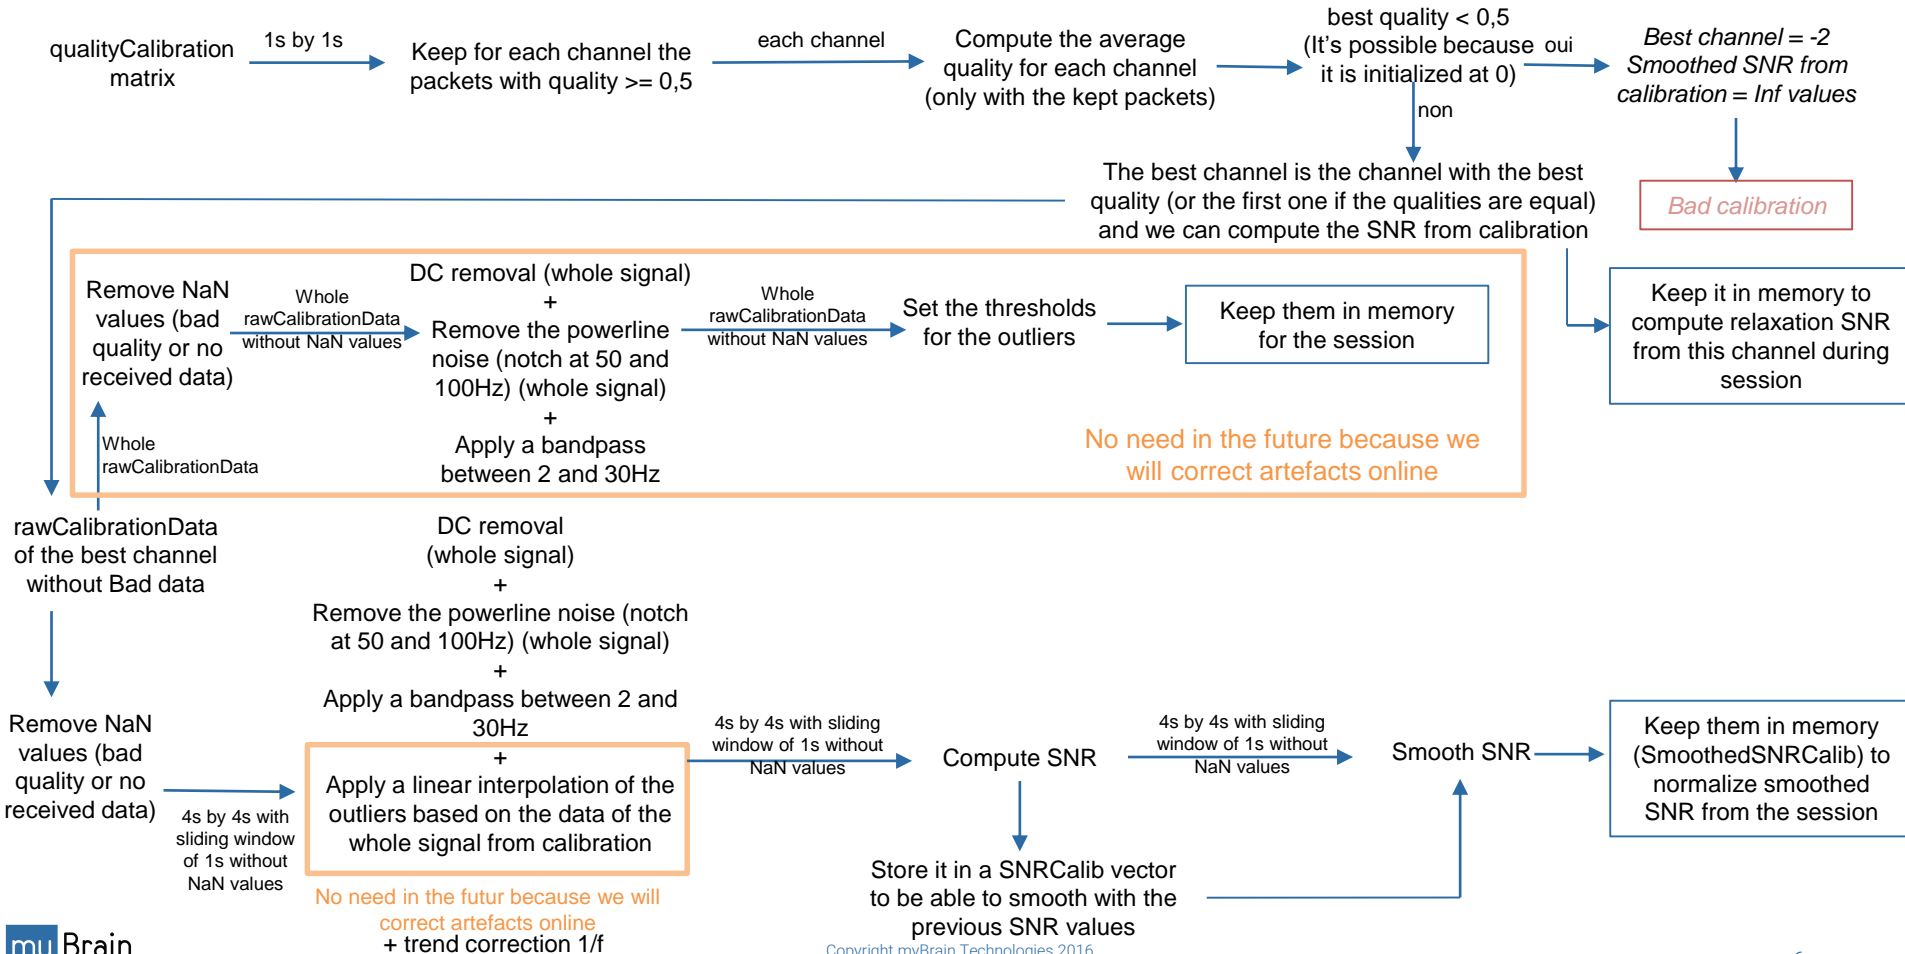 qualityCalibration
matrix
1s by 1s
Keep for each channel the
packets with quality >= 0,5
each channel
Compute the average
quality for each channel
(only with the kept packets)
best quality < 0,5
(It's possible because
it is initialized at 0)
oui
non
Best channel = -2
Smoothed SNR from
calibration = Inf values
Bad calibration
The best channel is the channel with the best
quality (or the first one if the qualities are equal)
and we can compute the SNR from calibration
Keep it in memory to
compute relaxation SNR
from this channel during
session
Remove NaN
values (bad
quality or no
received data)
Whole
rawCalibrationData
without NaN values
DC removal (whole signal)
+
Remove the powerline
noise (notch at 50 and
100Hz) (whole signal)
+
Apply a bandpass
between 2 and 30Hz
Whole
rawCalibrationData
without NaN values
Set the thresholds
for the outliers
Keep them in memory
for the session
No need in the future because we
will correct artefacts online
Whole
rawCalibrationData
rawCalibrationData
of the best channel
without Bad data
Remove NaN
values (bad
quality or no
received data)
4s by 4s with
sliding window
of 1s without
NaN values
DC removal
(whole signal)
+
Remove the powerline noise (notch
at 50 and 100Hz) (whole signal)
+
Apply a bandpass between 2 and
30Hz
+
Apply a linear interpolation of the
outliers based on the data of the
whole signal from calibration
No need in the futur because we will
correct artefacts online
+ trend correction 1/f
4s by 4s with sliding
window of 1s without
NaN values
Compute SNR
4s by 4s with sliding
window of 1s without
NaN values
Smooth SNR
Store it in a SNRCalib vector
to be able to smooth with the
previous SNR values
Keep them in memory
(SmoothedSNRCalib) to
normalize smoothed
SNR from the session
my Brain
Copyright myBrain Technologies 2016